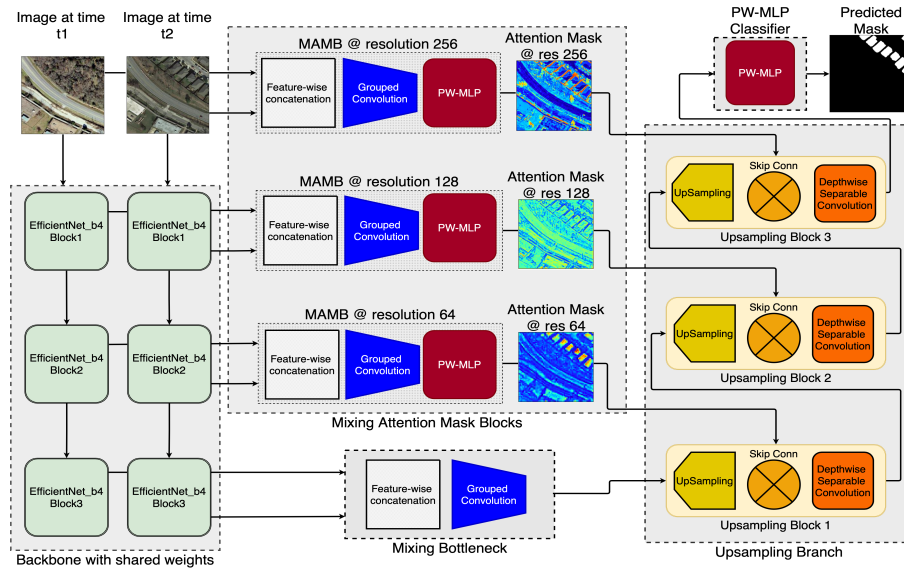 Image at time
t1
Image at time
t2
MAMB @ resolution 256
Feature-wise
concatenation
Grouped
Convolution
PW-MLP
Attention Mask
@ res 256
PW-MLP
Classifier
PW-MLP
Predicted
Mask
EfficientNet_b4
Block1
EfficientNet_b4
Block1
MAMB @ resolution 128
Feature-wise
concatenation
Grouped
Convolution
PW-MLP
Attention Mask
@ res 128
UpSampling
Skip Conn
Depthwise
Separable
Convolution
Upsampling Block 3
EfficientNet_b4
Block2
EfficientNet_b4
Block2
MAMB @ resolution 64
Feature-wise
concatenation
Grouped
Convolution
PW-MLP
Attention Mask
@ res 64
UpSampling
Skip Conn
Depthwise
Separable
Convolution
Upsampling Block 2
Mixing Attention Mask Blocks
EfficientNet_b4
Block3
EfficientNet_b4
Block3
Feature-wise
concatenation
Grouped
Convolution
Mixing Bottleneck
UpSampling
Skip Conn
Depthwise
Separable
Convolution
Upsampling Block 1
Backbone with shared weights
Upsampling Branch